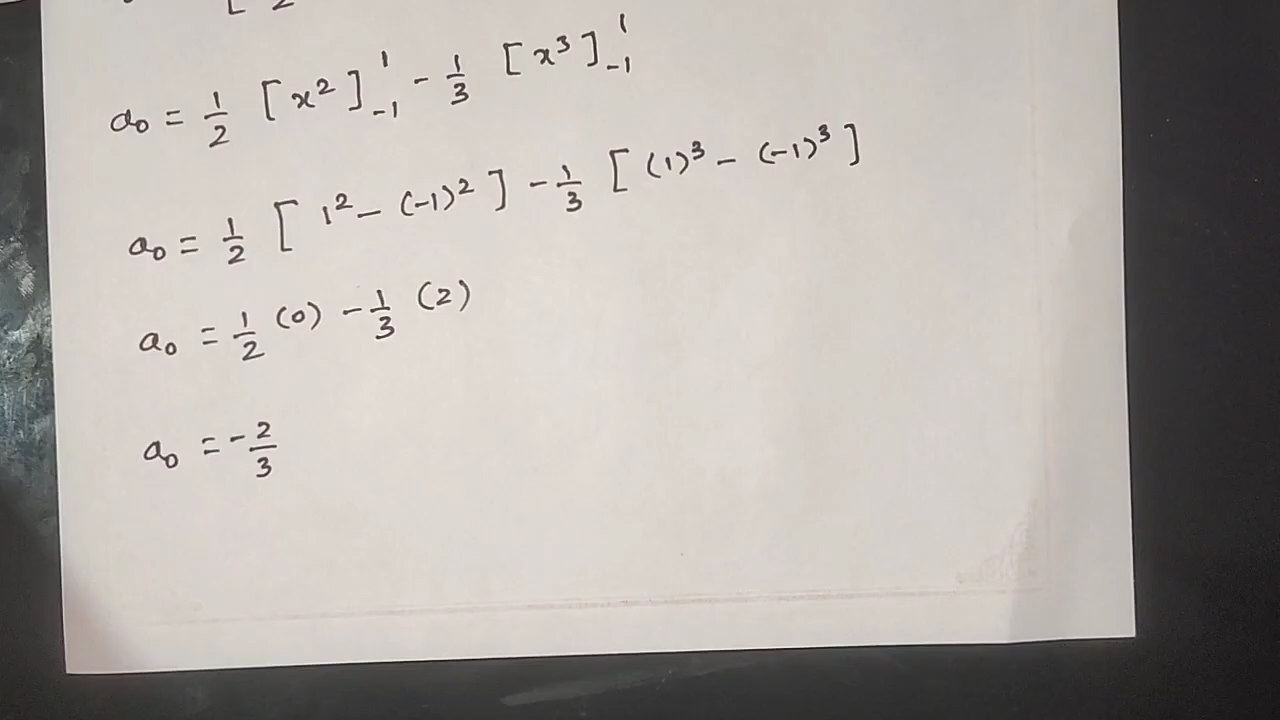 [ 2
a₀ = 1/2 [x²]₋₁¹ - 1/3 [x³]₋₁¹
a₀ = 1/2 [ 1² - (-1)² ] - 1/3 [ (1)³ - (-1)³ ]
a₀ = 1/2 (0) - 1/3 (2)
a₀ = - 2/3